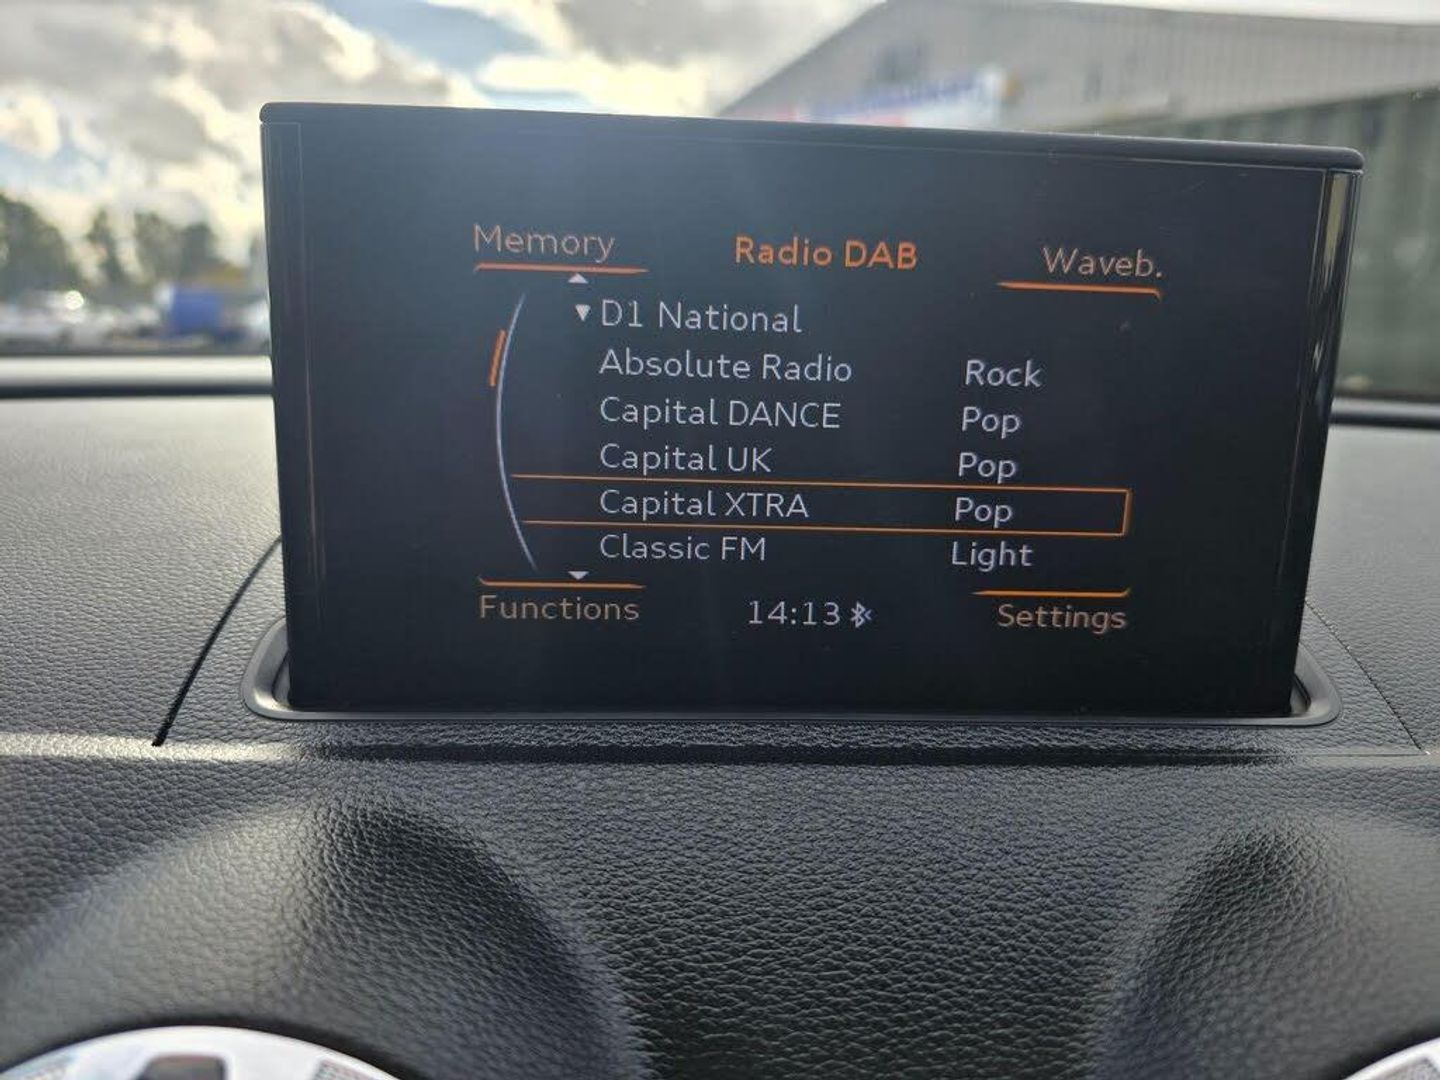 Memory Radio DAB Waveb.
D1 National
Absolute Radio Rock
Capital DANCE Pop
Capital UK Pop
Capital XTRA Pop
Classic FM Light
Functions 14:13 Settings